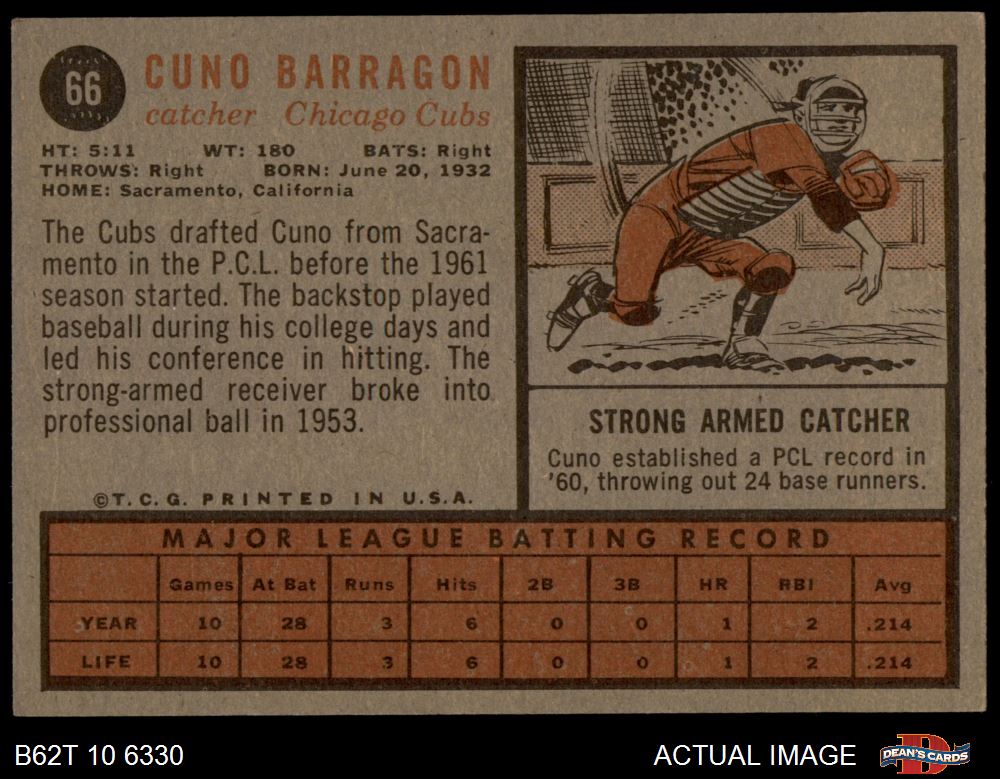 66
CUNO BARRAGON
catcher Chicago Cubs
HT: 5:11 WT: 180 BATS: Right
THROWS: Right BORN: June 20, 1932
HOME: Sacramento, California
The Cubs drafted Cuno from Sacra-
mento in the P.C.L. before the 1961
season started. The backstop played
baseball during his college days and
led his conference in hitting. The
strong-armed receiver broke into
professional ball in 1953.
©T.C.G. PRINTED IN U.S.A.
STRONG ARMED CATCHER
Cuno established a PCL record in
'60, throwing out 24 base runners.
MAJOR LEAGUE BATTING RECORD
Games At Bat Runs Hits 2B 3B HR RBI Avg
YEAR 10 28 3 6 0 0 1 2 .214
LIFE 10 28 3 6 0 0 1 2 .214
B62T 10 6330 ACTUAL IMAGE
D
DEAN'S CARDS